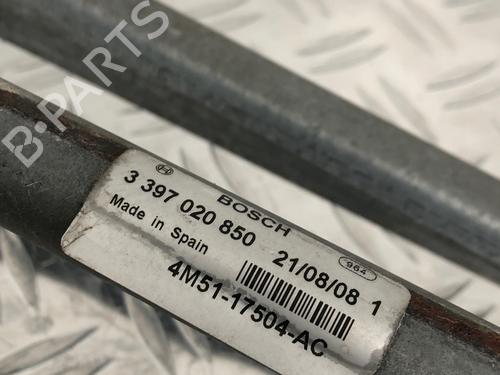 B-PARTS
BOSCH
964
3 397 020 850
21/08/08 1
Made in Spain
4M51-17504-AC